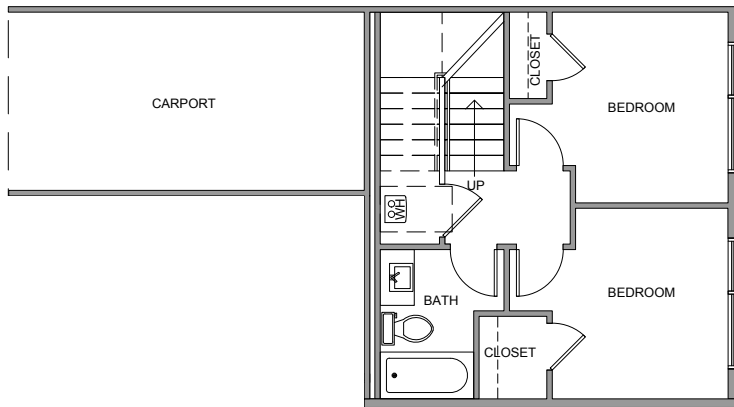 CLOSET
CARPORT
BEDROOM
UP
WH
BATH
BEDROOM
CLOSET